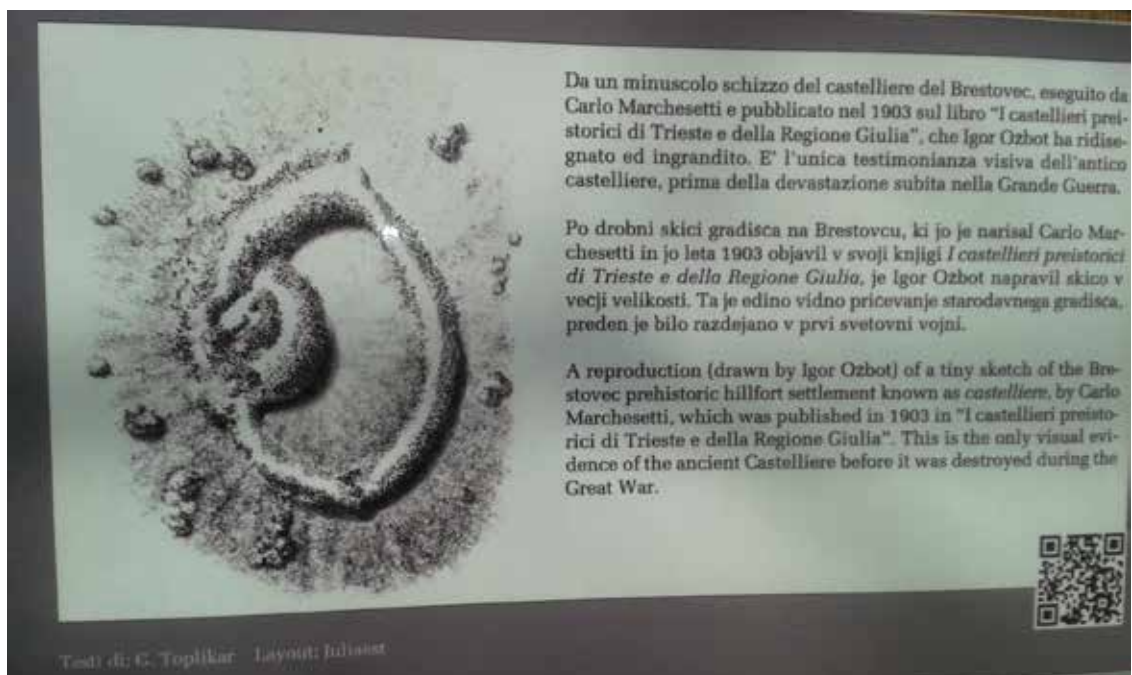 Da un minuscolo schizzo del castelliere del Brestovec, eseguito da
Carlo Marchesetti e pubblicato nel 1903 sul libro "I castellieri prei-
storici di Trieste e della Regione Giulia", che Igor Ozbot ha ridise-
gnato ed ingrandito. E' l'unica testimonianza visiva dell'antico
castelliere, prima della devastazione subita nella Grande Guerra.
Po drobni skici gradisca na Brestovcu, ki jo je narisal Carlo Mar-
chesetti in jo leta 1903 objavil v svoji knjigi I castellieri preistorici
di Trieste e della Regione Giulia, je Igor Ozbot napravil skico v
vecji velikosti. Ta je edino vidno pricevanje starodavnega gradisca,
preden je bilo razdejano v prvi svetovni vojni.
A reproduction (drawn by Igor Ozbot) of a tiny sketch of the Bre-
stovec prehistoric hillfort settlement known as castelliere, by Carlo
Marchesetti, which was published in 1903 in "I castellieri preisto-
rici di Trieste e della Regione Giulia". This is the only visual evi-
dence of the ancient Castelliere before it was destroyed during the
Great War.
Testi di: G. Toplikar Layout: Juliaest